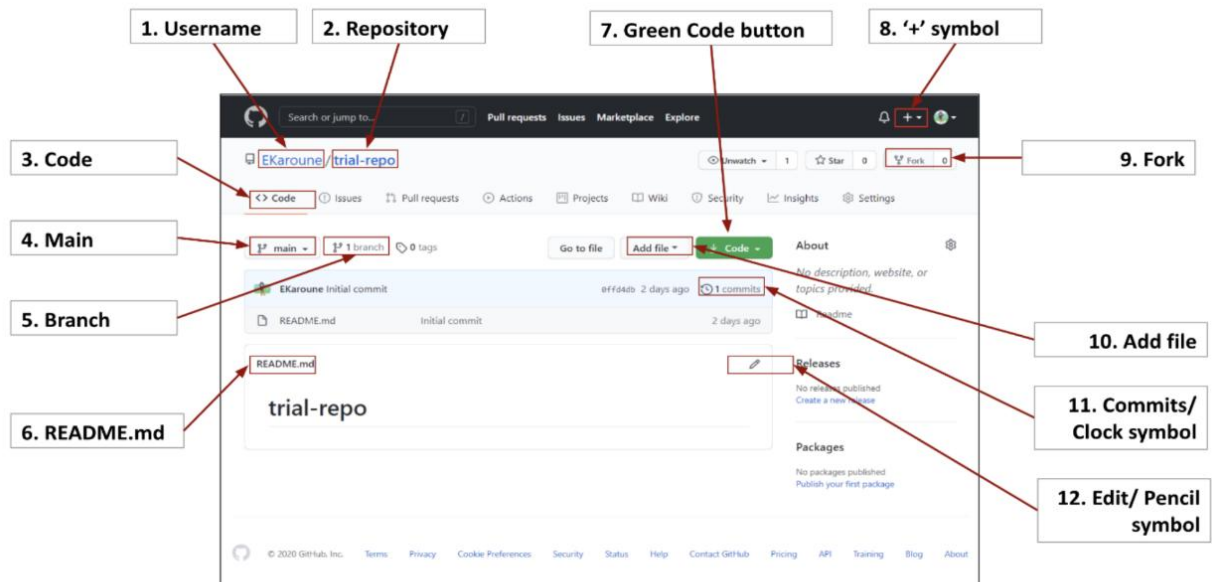 1. Username
2. Repository
7. Green Code button
8. ‘+’ symbol
Search or jump to...
/
Pull requests Issues Marketplace Explore
3. Code
EKaroune/trial-repo
Unwatch 1
Star 0
Fork 0
9. Fork
<> Code
Issues
Pull requests
Actions
Projects
Wiki
Security
Insights
Settings
4. Main
main
1 branch
0 tags
Go to file
Add file
Code
About
No description, website, or
topics provided.
Readme
EKaroune Initial commit
0ffd4db 2 days ago
1 commits
5. Branch
README.md
Initial commit
2 days ago
10. Add file
README.md
Releases
No releases published
Create a new release
trial-repo
6. README.md
11. Commits/
Clock symbol
Packages
No packages published
Publish your first package
12. Edit/ Pencil
symbol
© 2020 GitHub, Inc. Terms Privacy Cookie Preferences Security Status Help Contact GitHub Pricing API Training Blog About